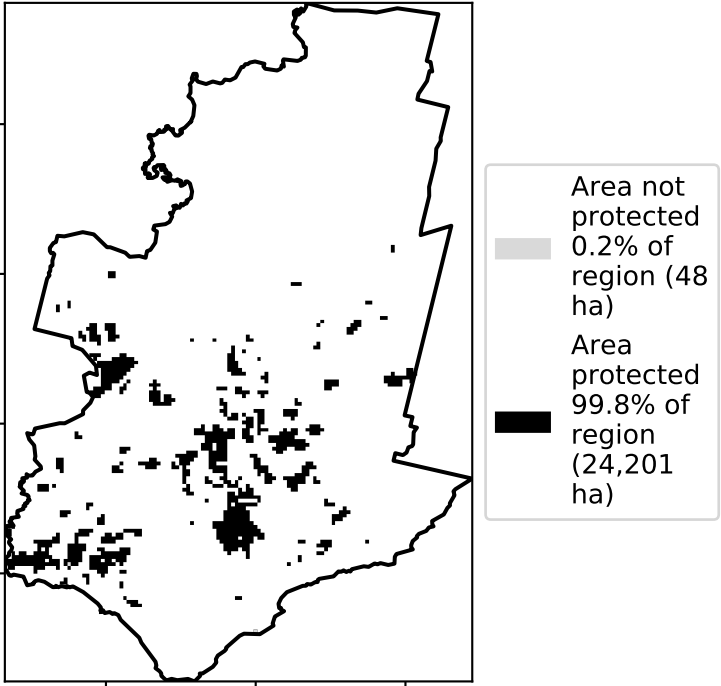 Area not
protected
0.2% of
region (48
ha)
Area
protected
99.8% of
region
(24,201
ha)